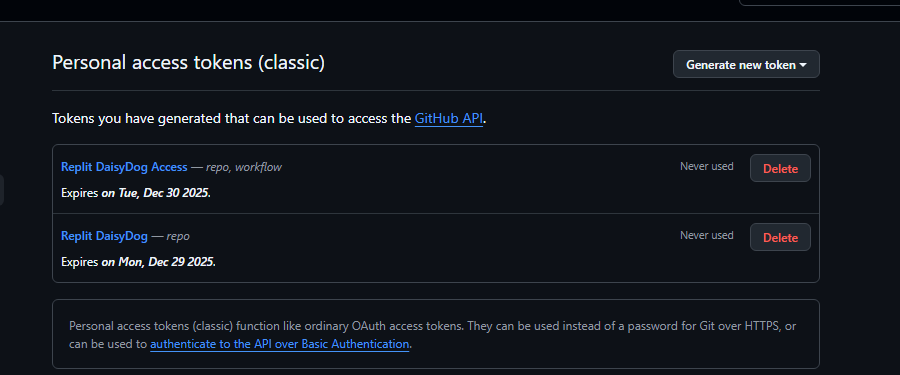 Personal access tokens (classic)
Generate new token
Tokens you have generated that can be used to access the GitHub API.
Replit DaisyDog Access — repo, workflow
Never used
Delete
Expires on Tue, Dec 30 2025.
Replit DaisyDog — repo
Never used
Delete
Expires on Mon, Dec 29 2025.
Personal access tokens (classic) function like ordinary OAuth access tokens. They can be used instead of a password for Git over HTTPS, or
can be used to authenticate to the API over Basic Authentication.